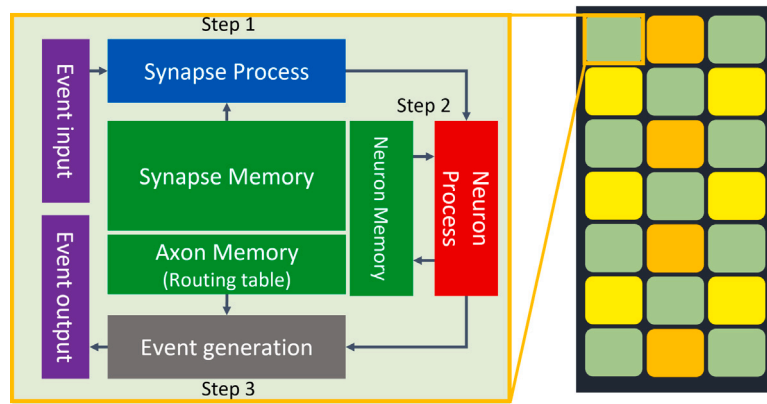 Step 1
Event input
Synapse Process
Step 2
Synapse Memory
Neuron Memory
Neuron
Process
Axon Memory
(Routing table)
Event output
Event generation
Step 3